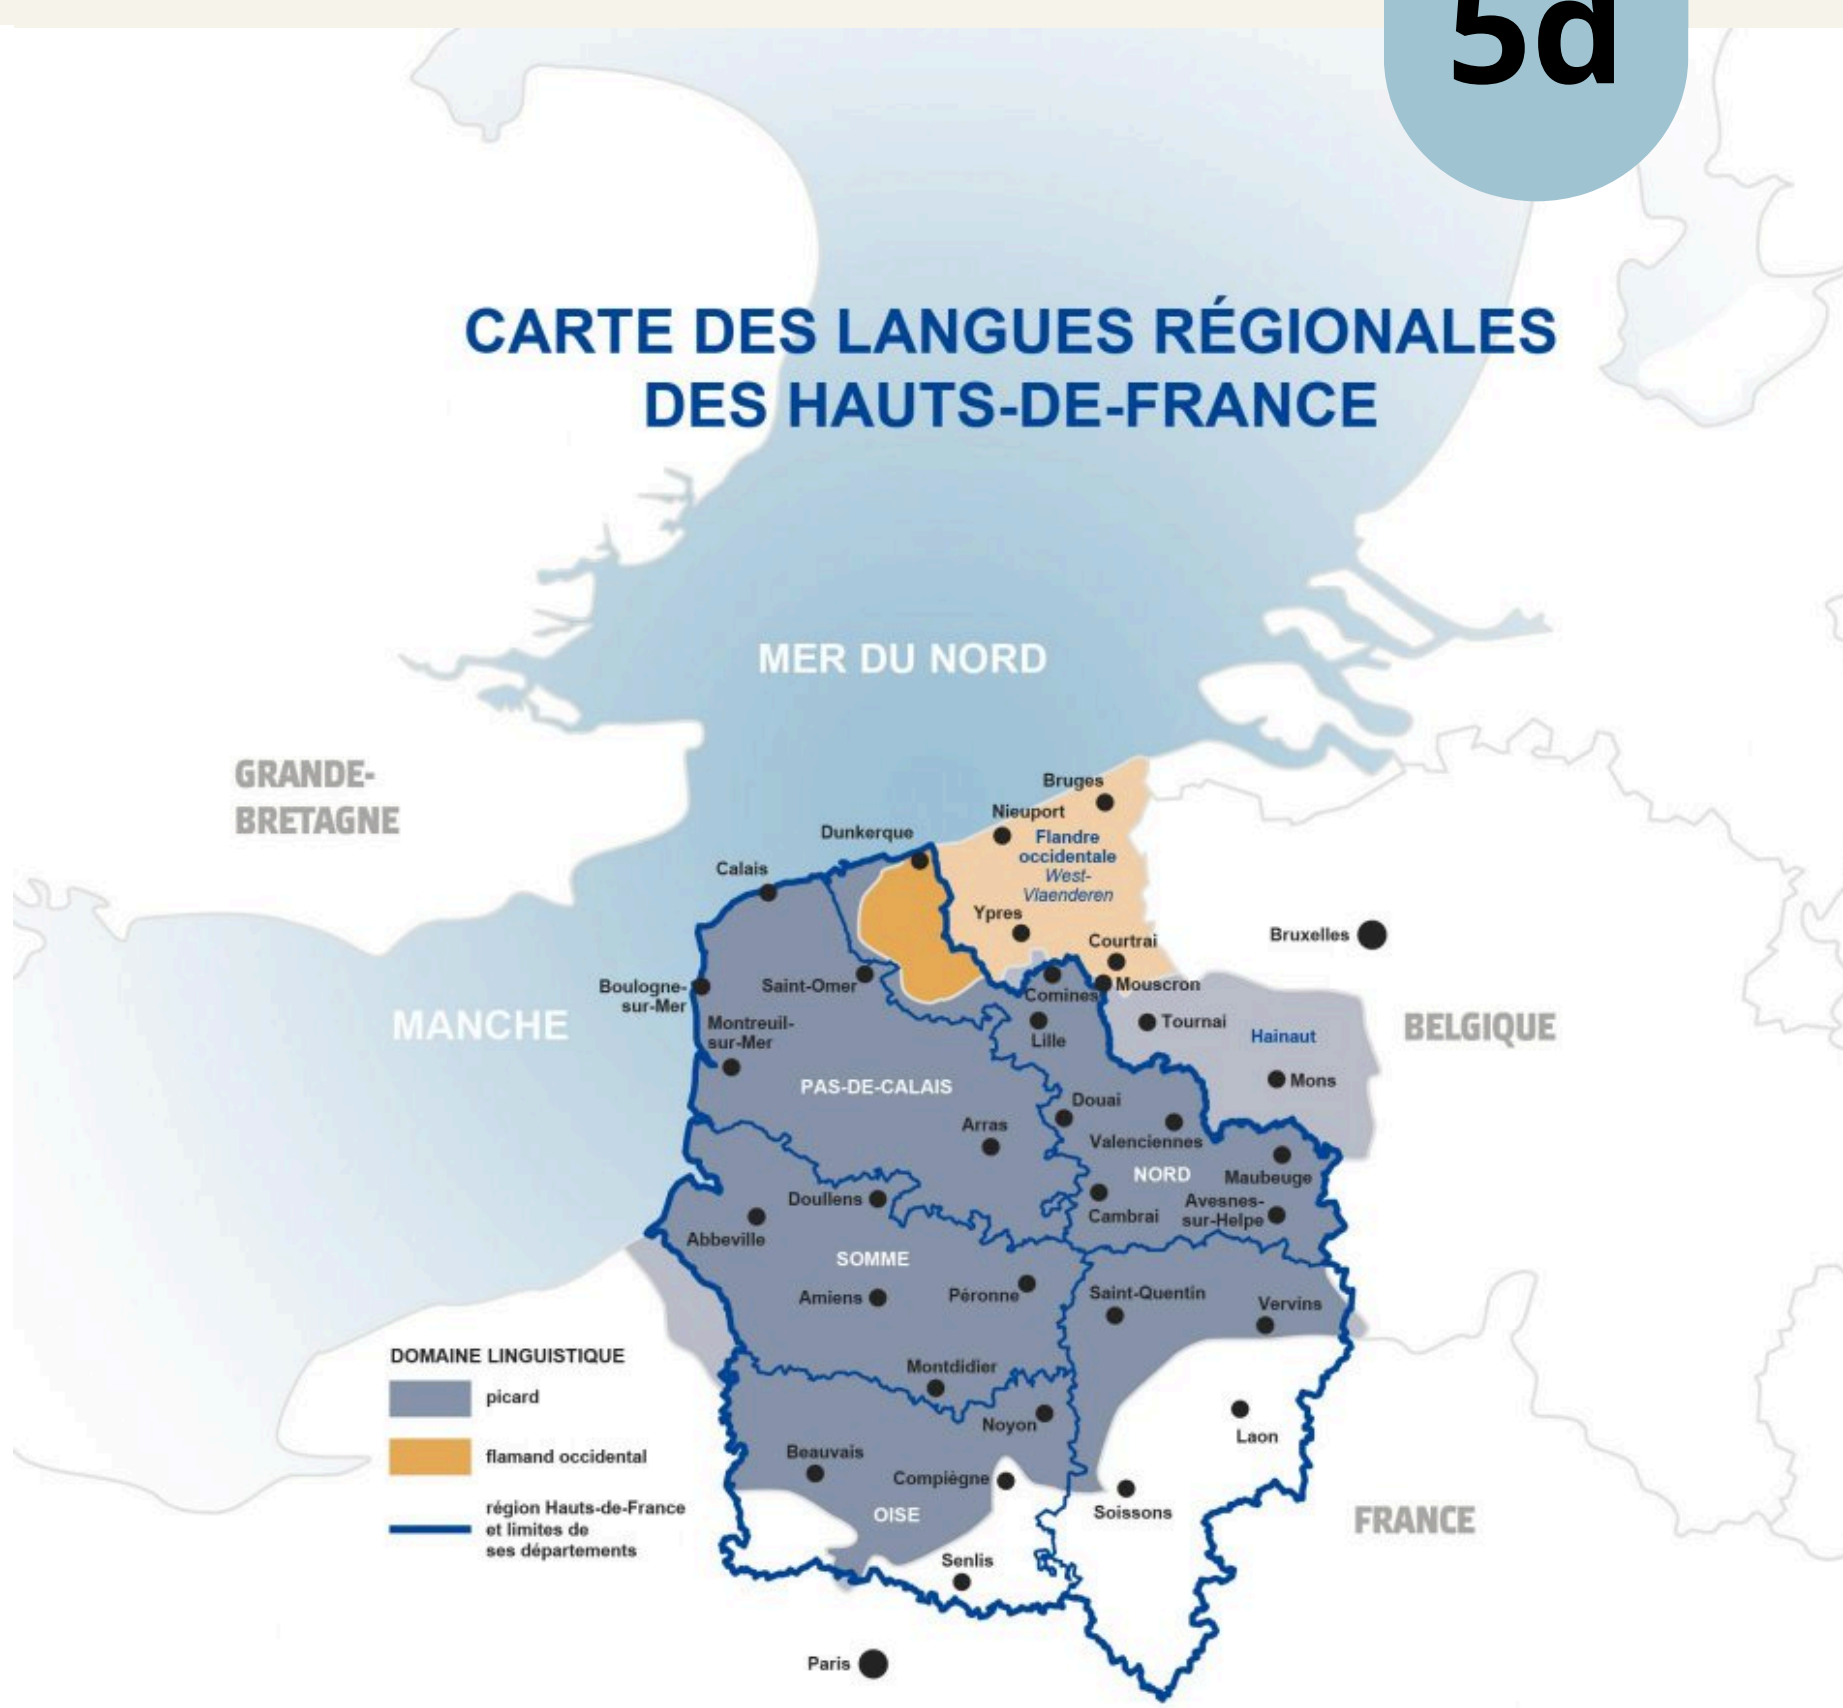 5d
CARTE DES LANGUES RÉGIONALES
DES HAUTS-DE-FRANCE
MER DU NORD
GRANDE-
BRETAGNE
Bruges
Nieuport
Dunkerque
Flandre
occidentale
West-
Vlaenderen
Calais
Ypres
Courtrai
Bruxelles
Boulogne-
sur-Mer
Saint-Omer
Comines
Mouscron
MANCHE
Montreuil-
sur-Mer
Lille
Tournai
Hainaut
BELGIQUE
PAS-DE-CALAIS
Mons
Douai
Arras
Valenciennes
NORD
Maubeuge
Doullens
Cambrai
Avesnes-
sur-Helpe
Abbeville
SOMME
Amiens
Péronne
Saint-Quentin
Vervins
DOMAINE LINGUISTIQUE
picard
flamand occidental
région Hauts-de-France
et limites de
ses départements
Montdidier
Noyon
Laon
Beauvais
Compiègne
OISE
Soissons
FRANCE
Senlis
Paris